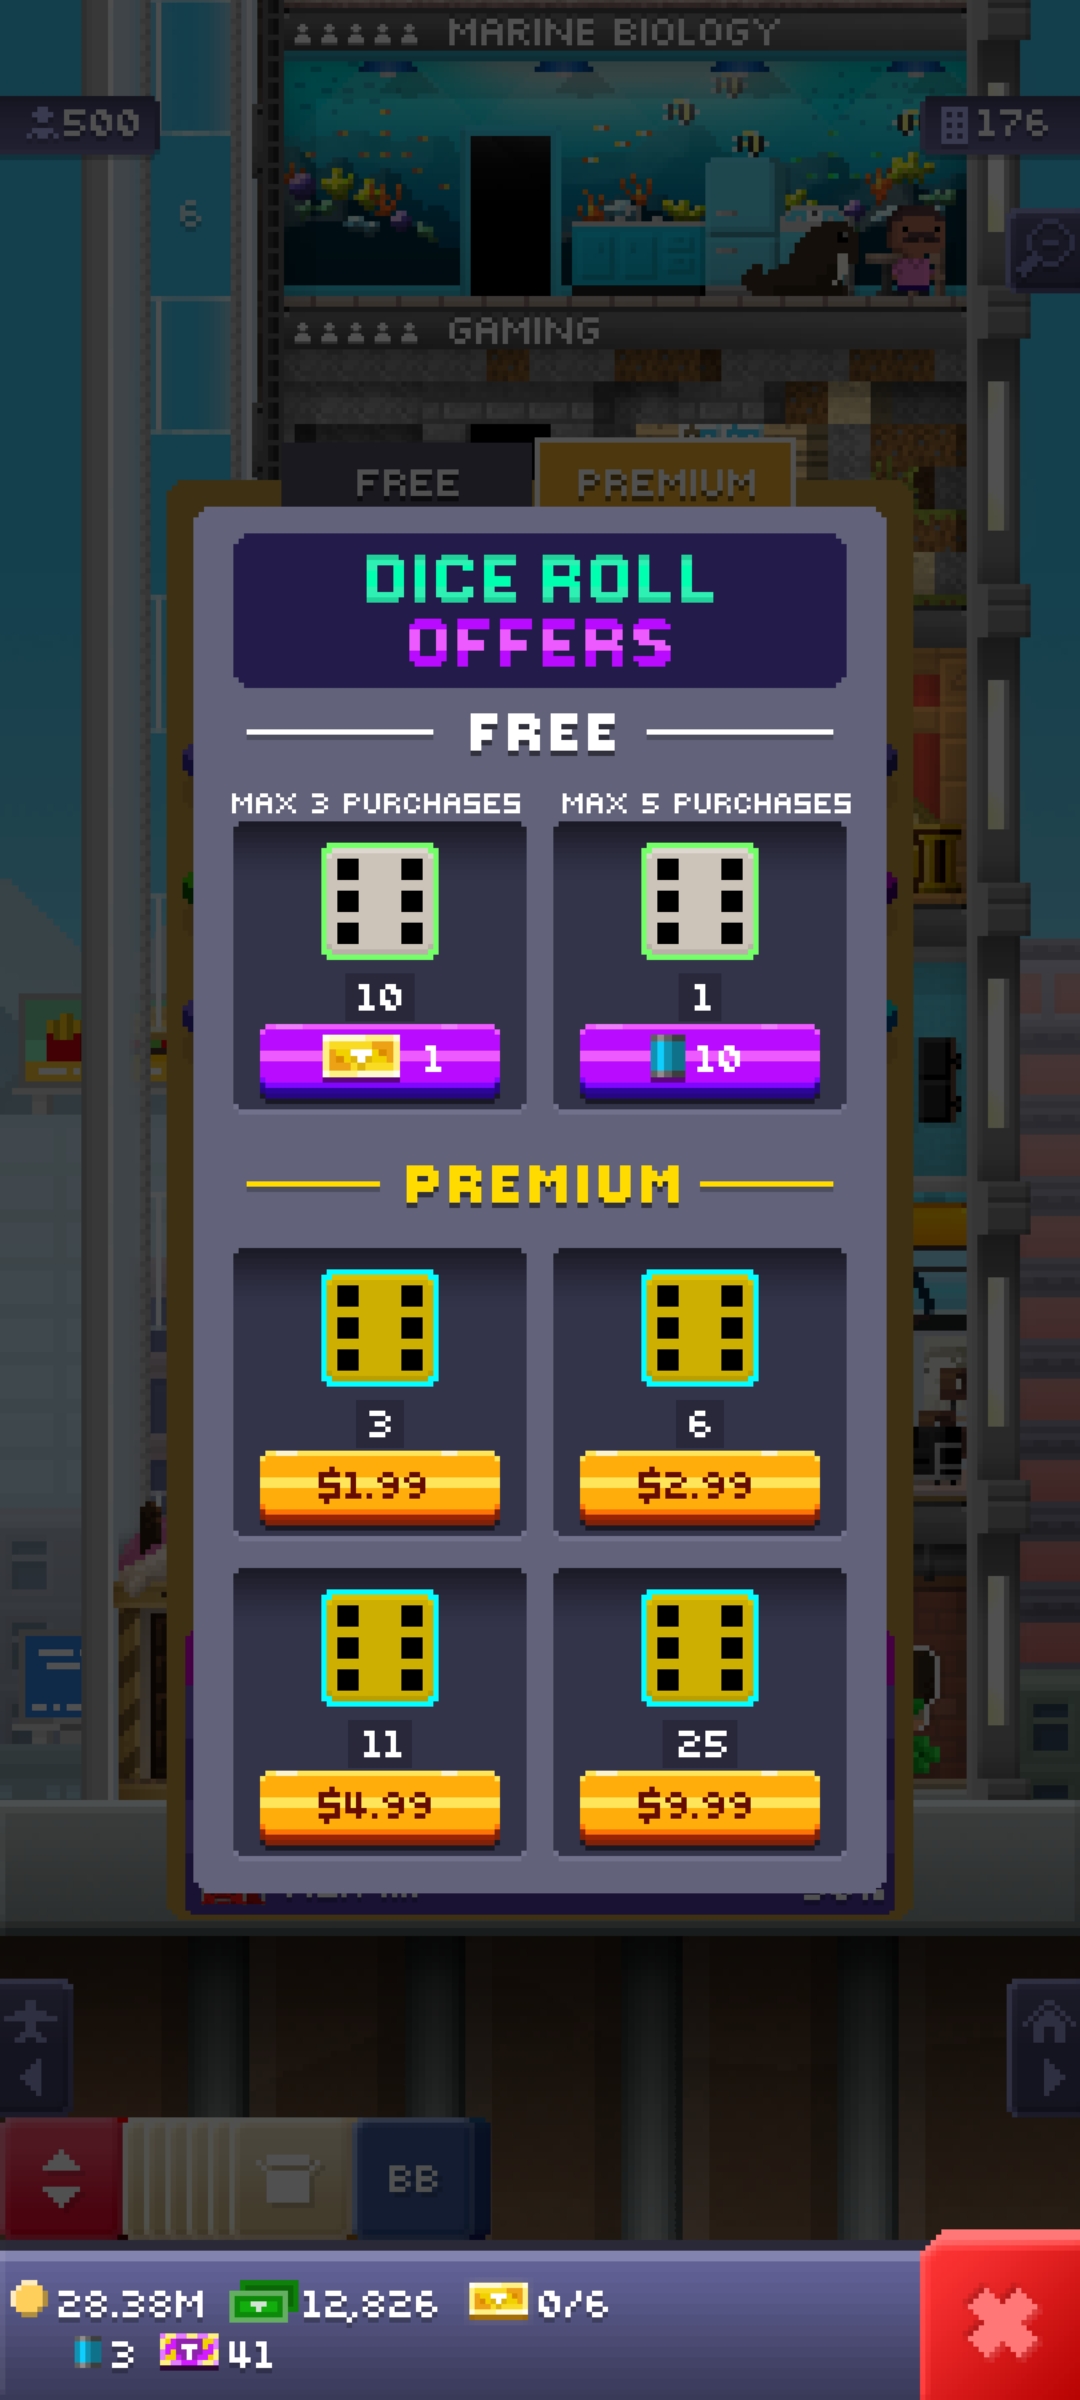 MARINE BIOLOGY
500
176
6
GAMING
FREE
PREMIUM
DICE ROLL
OFFERS
FREE
MAX 3 PURCHASES
MAX 5 PURCHASES
10
1
1
10
PREMIUM
3
6
$1.99
$2.99
11
25
$4.99
$9.99
BB
28.38M
12,826
0/6
3
41